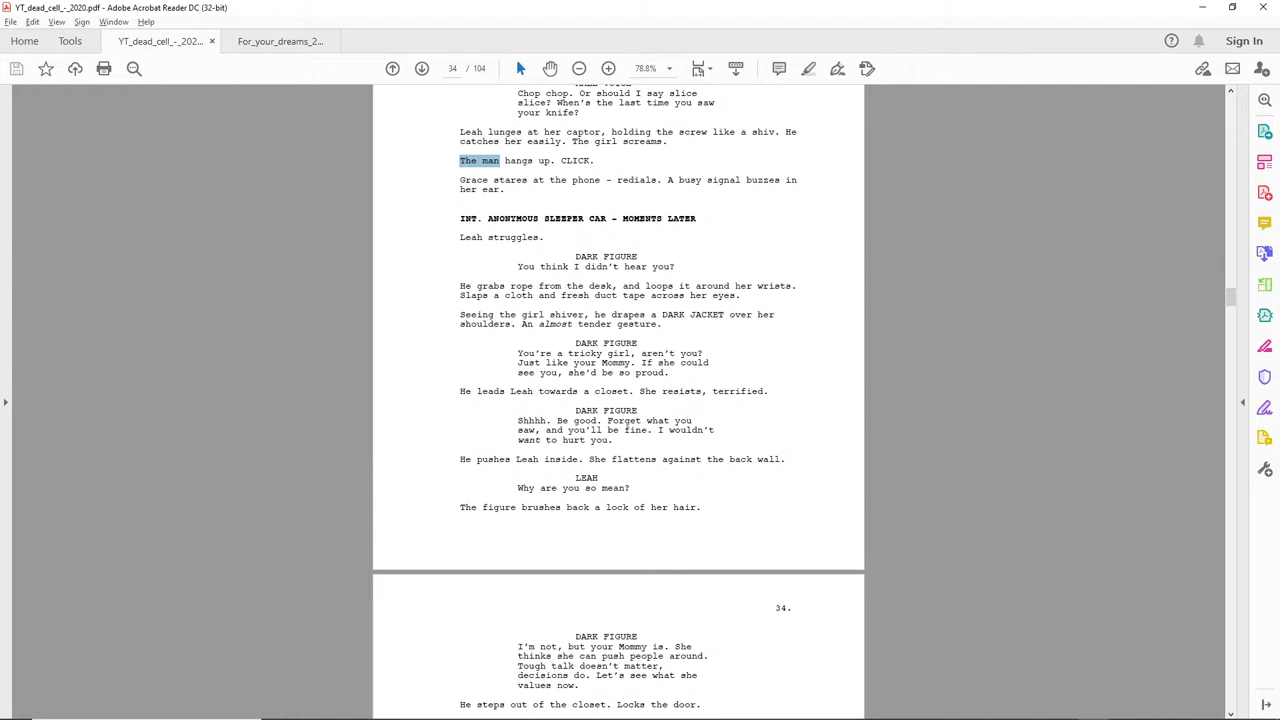 YT_dead_cell_-_2020.pdf - Adobe Acrobat Reader DC (32-bit)
File Edit View Sign Window Help
Home Tools YT_dead_cell_-_202... × For_your_dreams_2... Sign In
34 / 104 78.8%
Chop chop. Or should I say slice
slice? When's the last time you saw
your knife?
Leah lunges at her captor, holding the screw like a shiv. He
catches her easily. The girl screams.
The man hangs up. CLICK.
Grace stares at the phone - redials. A busy signal buzzes in
her ear.
INT. ANONYMOUS SLEEPER CAR - MOMENTS LATER
Leah struggles.
DARK FIGURE
You think I didn't hear you?
He grabs rope from the desk, and loops it around her wrists.
Slaps a cloth and fresh duct tape across her eyes.
Seeing the girl shiver, he drapes a DARK JACKET over her
shoulders. An almost tender gesture.
DARK FIGURE
You're a tricky girl, aren't you?
Just like your Mommy. If she could
see you, she'd be so proud.
He leads Leah towards a closet. She resists, terrified.
DARK FIGURE
Shhhh. Be good. Forget what you
saw, and you'll be fine. I wouldn't
want to hurt you.
He pushes Leah inside. She flattens against the back wall.
LEAH
Why are you so mean?
The figure brushes back a lock of her hair.
34.
DARK FIGURE
I'm not, but your Mommy is. She
thinks she can push people around.
Tough talk doesn't matter,
decisions do. Let's see what she
values now.
He steps out of the closet. Locks the door.